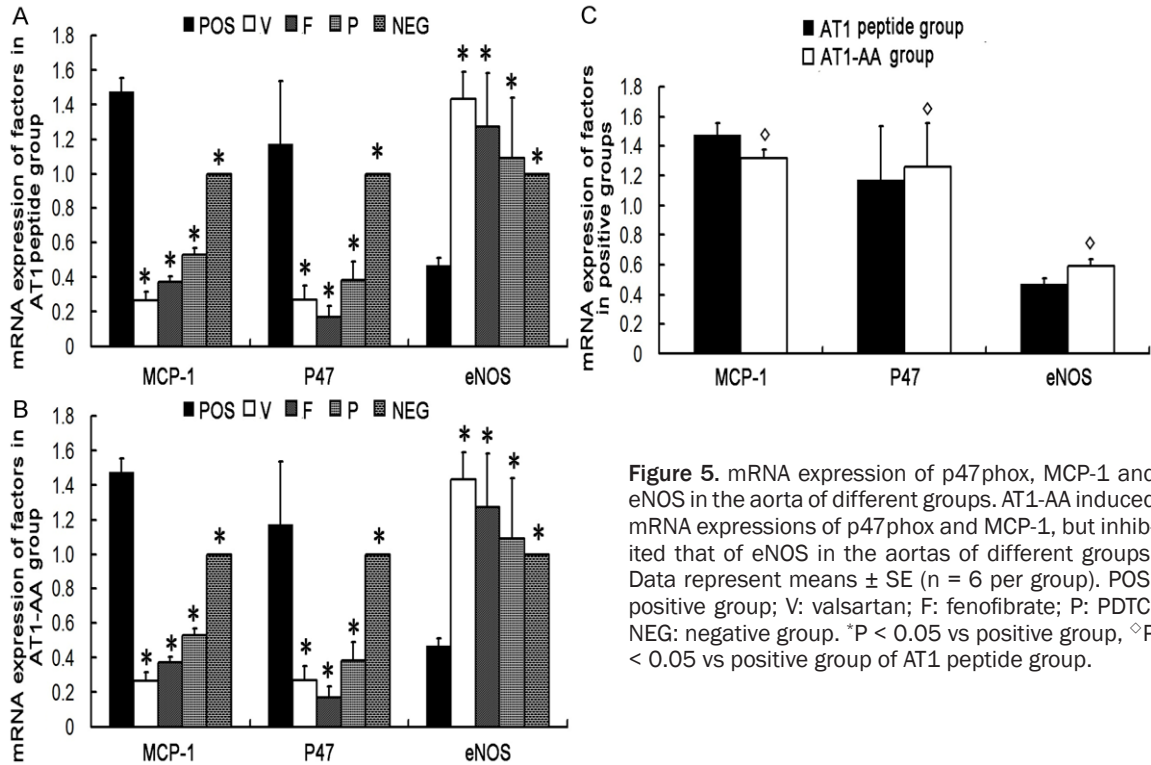 A
■ POS □ V ■ F ▤ P ▩ NEG
mRNA expression of factors in
AT1 peptide group
1.8
1.6
1.4
1.2
1.0
0.8
0.6
0.4
0.2
0
* * * *
* * * *
* * * *
MCP-1 P47 eNOS
B
■ POS □ V ■ F ▤ P ▩ NEG
mRNA expression of factors in
AT1-AA group
1.8
1.6
1.4
1.2
1.0
0.8
0.6
0.4
0.2
0
* * * *
* * * *
* * * *
MCP-1 P47 eNOS
C
■ AT1 peptide group
□ AT1-AA group
mRNA expression of factors
in positive groups
1.8
1.6
1.4
1.2
1.0
0.8
0.6
0.4
0.2
0
◇ ◇ ◇
MCP-1 P47 eNOS
Figure 5. mRNA expression of p47phox, MCP-1 and
eNOS in the aorta of different groups. AT1-AA induced
mRNA expressions of p47phox and MCP-1, but inhib
ited that of eNOS in the aortas of different groups
Data represent means ± SE (n = 6 per group). POS
positive group; V: valsartan; F: fenofibrate; P: PDTC
NEG: negative group. *P < 0.05 vs positive group, ◇P
< 0.05 vs positive group of AT1 peptide group.